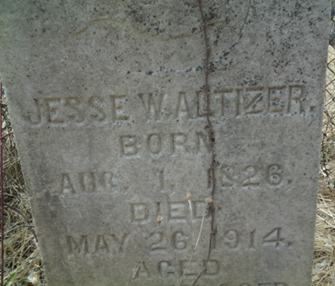 JESSE W. ALTIZER.
BORN
AUG. 1, 1826.
DIED
MAY 26, 1914.
AGED